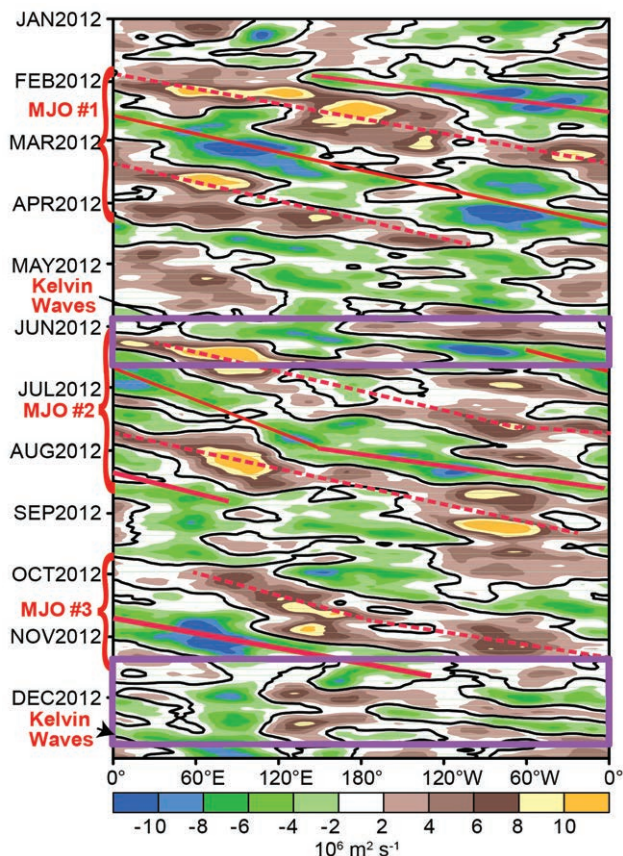 JAN2012
FEB2012
MJO #1
MAR2012
APR2012
MAY2012
Kelvin
Waves
JUN2012
JUL2012
MJO #2
AUG2012
SEP2012
OCT2012
MJO #3
NOV2012
DEC2012
Kelvin
Waves
0° 60°E 120°E 180° 120°W 60°W 0°
-10 -8 -6 -4 -2 2 4 6 8 10
10⁶ m² s⁻¹